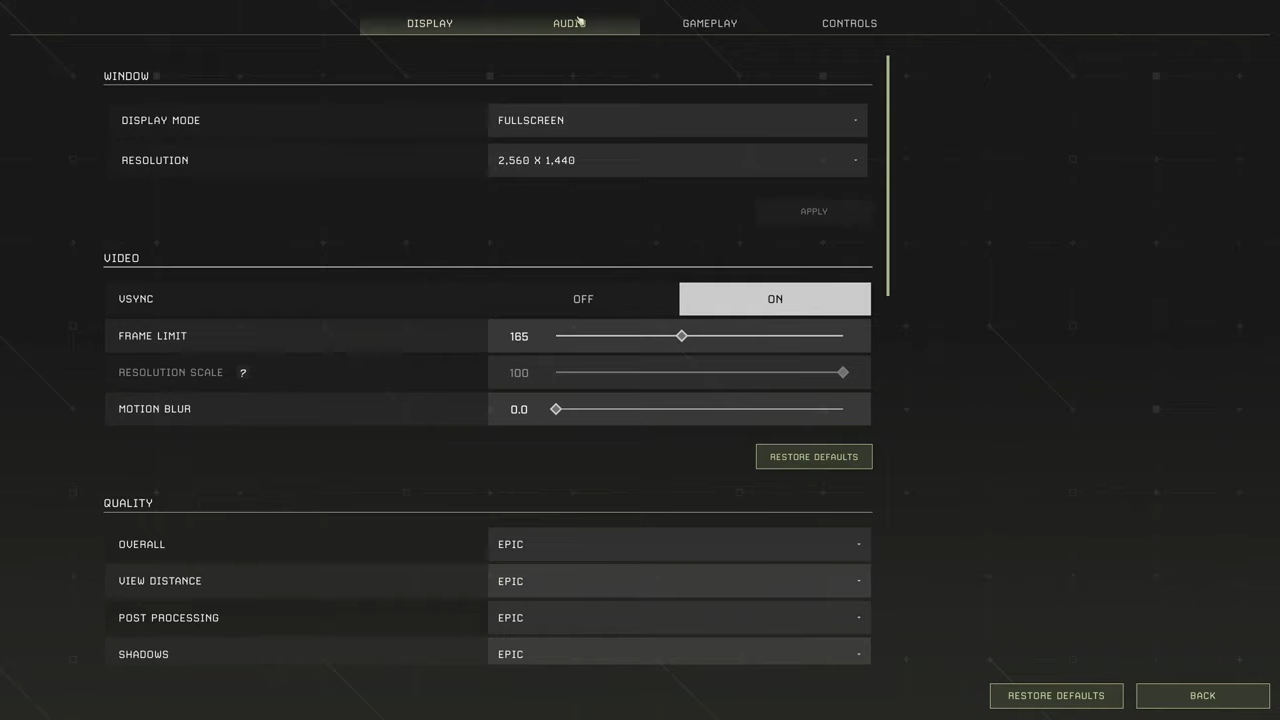 DISPLAY AUDIO GAMEPLAY CONTROLS
WINDOW
DISPLAY MODE FULLSCREEN
RESOLUTION 2,560 X 1,440
APPLY
VIDEO
VSYNC OFF ON
FRAME LIMIT 165
RESOLUTION SCALE ? 100
MOTION BLUR 0.0
RESTORE DEFAULTS
QUALITY
OVERALL EPIC
VIEW DISTANCE EPIC
POST PROCESSING EPIC
SHADOWS EPIC
RESTORE DEFAULTS BACK